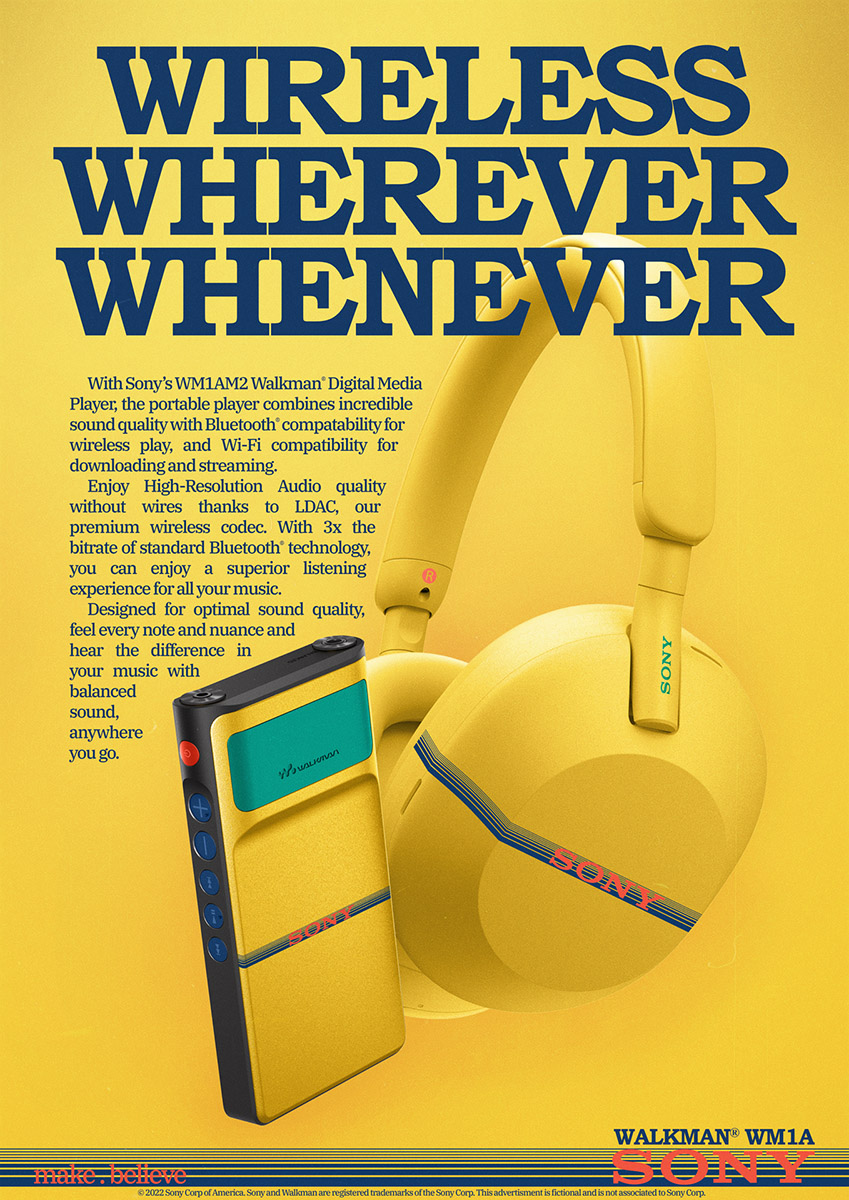 WIRELESS
WHEREVER
WHENEVER
With Sony's WM1AM2 Walkman® Digital Media
Player, the portable player combines incredible
sound quality with Bluetooth® compatability for
wireless play, and Wi-Fi compatibility for
downloading and streaming.
Enjoy High-Resolution Audio quality
without wires thanks to LDAC, our
premium wireless codec. With 3x the
bitrate of standard Bluetooth® technology,
you can enjoy a superior listening
experience for all your music.
Designed for optimal sound quality,
feel every note and nuance and
hear the difference in
your music with
balanced
sound,
anywhere
you go.
R
SONY
WALKMAN
SONY
SONY
WALKMAN® WM1A
SONY
make.believe
© 2022 Sony Corp of America. Sony and Walkman are registered trademarks of the Sony Corp. This advertisment is fictional and is not associated to Sony Corp.